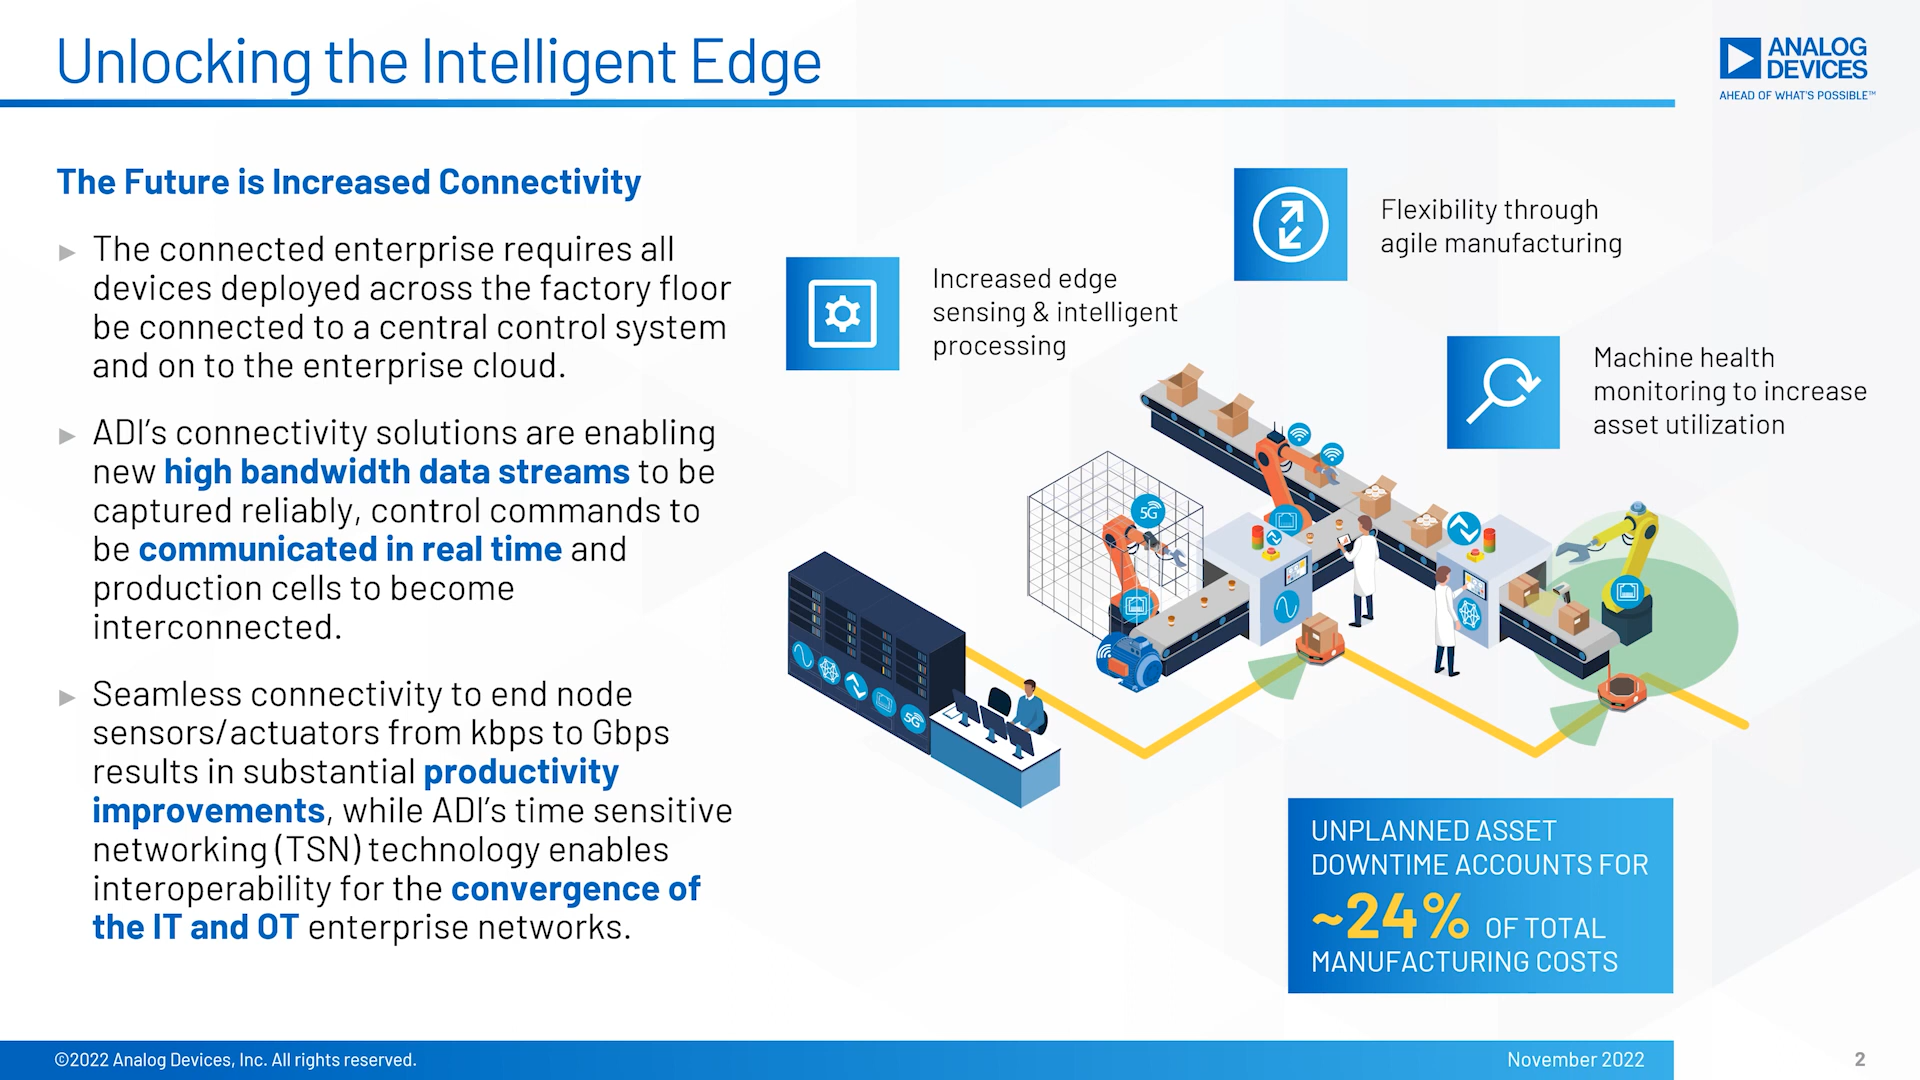 Unlocking the Intelligent Edge
ANALOG
DEVICES
AHEAD OF WHAT'S POSSIBLE™
The Future is Increased Connectivity
► The connected enterprise requires all
devices deployed across the factory floor
be connected to a central control system
and on to the enterprise cloud.
► ADI's connectivity solutions are enabling
new high bandwidth data streams to be
captured reliably, control commands to
be communicated in real time and
production cells to become
interconnected.
► Seamless connectivity to end node
sensors/actuators from kbps to Gbps
results in substantial productivity
improvements, while ADI's time sensitive
networking (TSN) technology enables
interoperability for the convergence of
the IT and OT enterprise networks.
Increased edge
sensing & intelligent
processing
Flexibility through
agile manufacturing
Machine health
monitoring to increase
asset utilization
5G
5G
UNPLANNED ASSET
DOWNTIME ACCOUNTS FOR
~24% OF TOTAL
MANUFACTURING COSTS
©2022 Analog Devices, Inc. All rights reserved.
November 2022
2